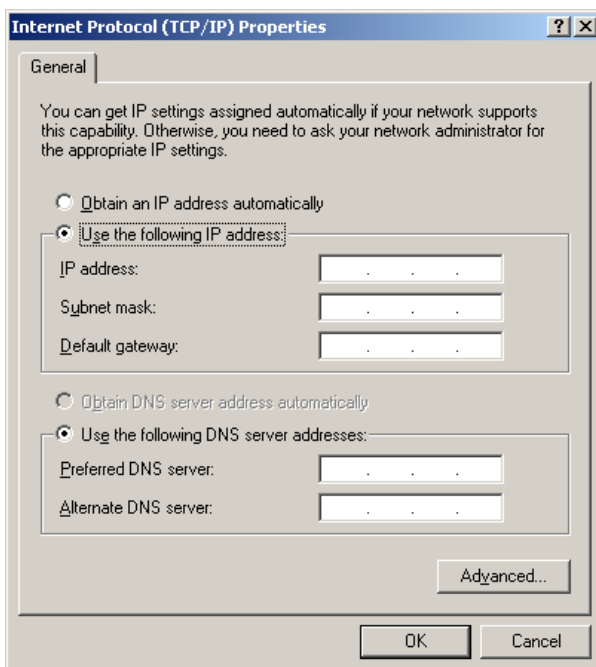 Internet Protocol (TCP/IP) Properties
General
You can get IP settings assigned automatically if your network supports
this capability. Otherwise, you need to ask your network administrator for
the appropriate IP settings.
Obtain an IP address automatically
Use the following IP address:
IP address:
Subnet mask:
Default gateway:
Obtain DNS server address automatically
Use the following DNS server addresses:
Preferred DNS server:
Alternate DNS server:
Advanced...
OK
Cancel